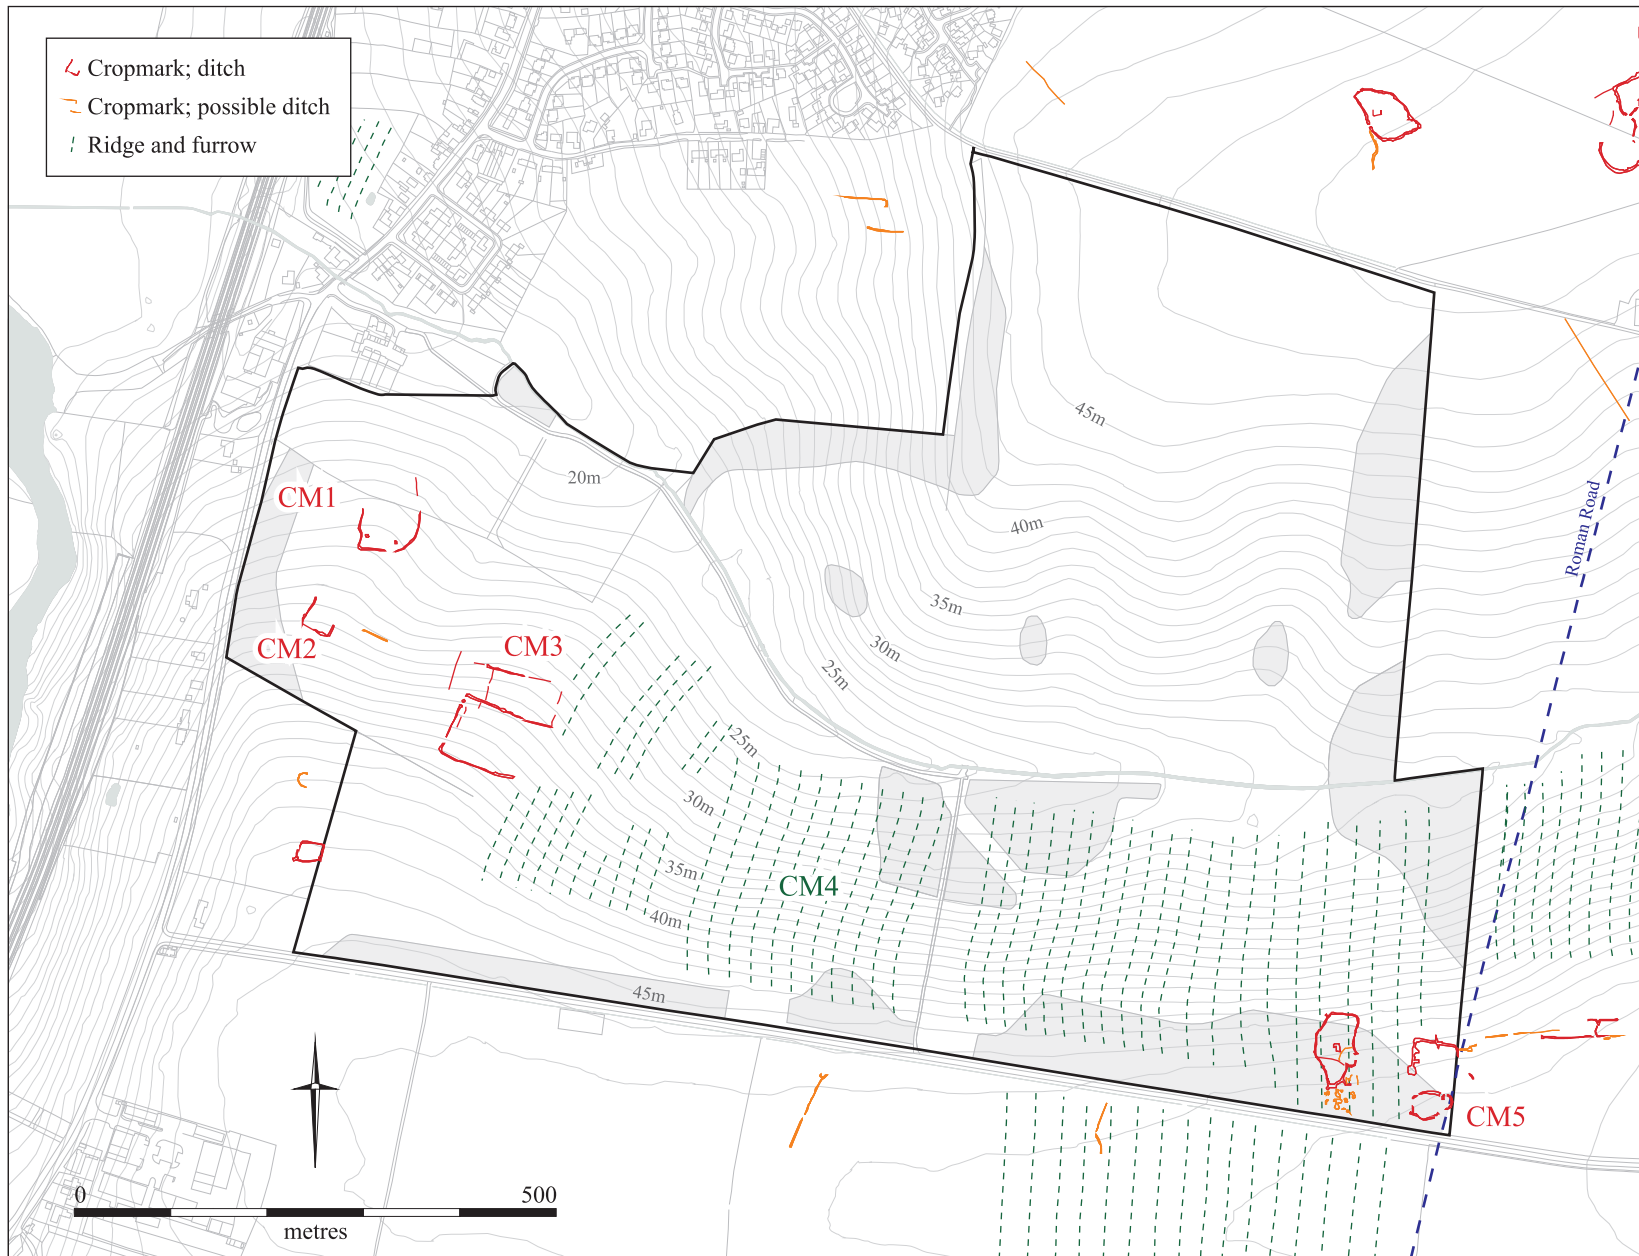 Cropmark; ditch
Cropmark; possible ditch
Ridge and furrow
45m
20m
CM1
40m
Roman Road
35m
CM2
CM3
30m
25m
25m
30m
35m
CM4
40m
45m
CM5
0 500
metres